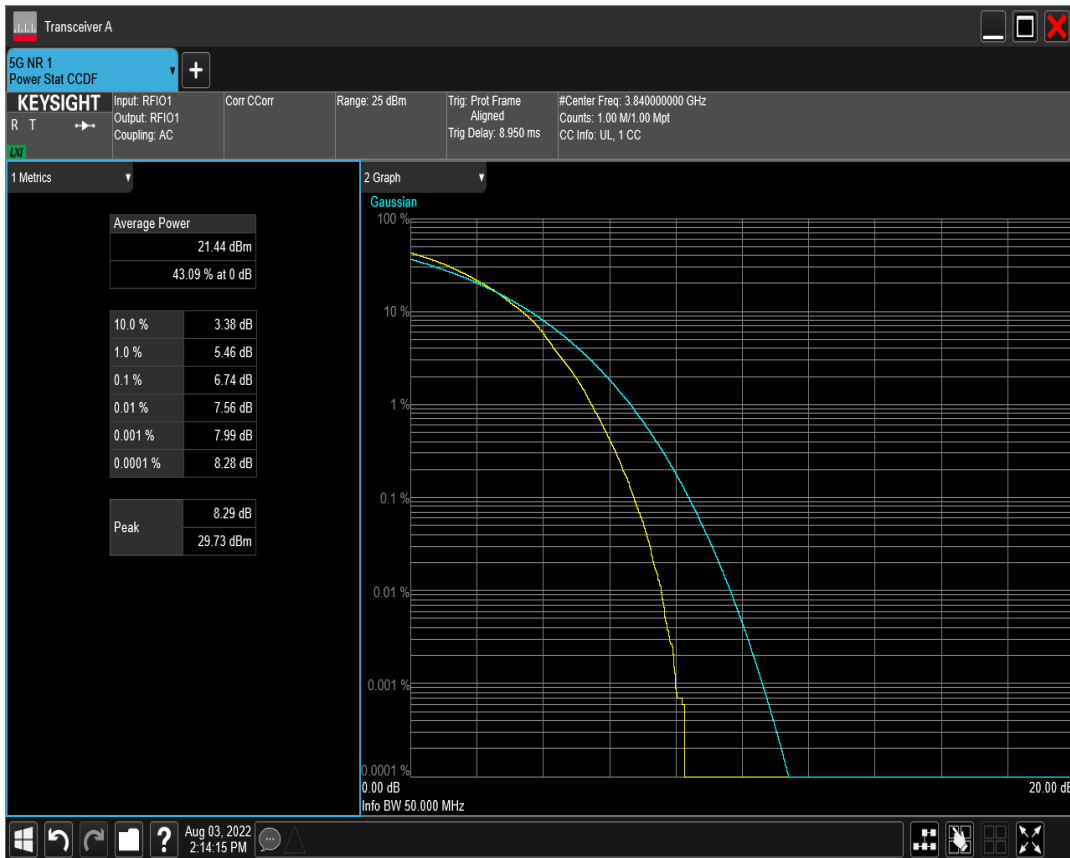 Transceiver A
5G NR 1
Power Stat CCDF
KEYSIGHT
R T
LXI
Input: RFIO1
Output: RFIO1
Coupling: AC
Corr CCorr
Range: 25 dBm
Trig: Prot Frame
Aligned
Trig Delay: 8.950 ms
#Center Freq: 3.840000000 GHz
Counts: 1.00 M/1.00 Mpt
CC Info: UL, 1 CC
1 Metrics
Average Power
21.44 dBm
43.09 % at 0 dB
10.0 % 3.38 dB
1.0 % 5.46 dB
0.1 % 6.74 dB
0.01 % 7.56 dB
0.001 % 7.99 dB
0.0001 % 8.28 dB
Peak
8.29 dB
29.73 dBm
2 Graph
Gaussian
100 %
10 %
1 %
0.1 %
0.01 %
0.001 %
0.0001 %
0.00 dB 20.00 dB
Info BW 50.000 MHz
Aug 03, 2022
2:14:15 PM